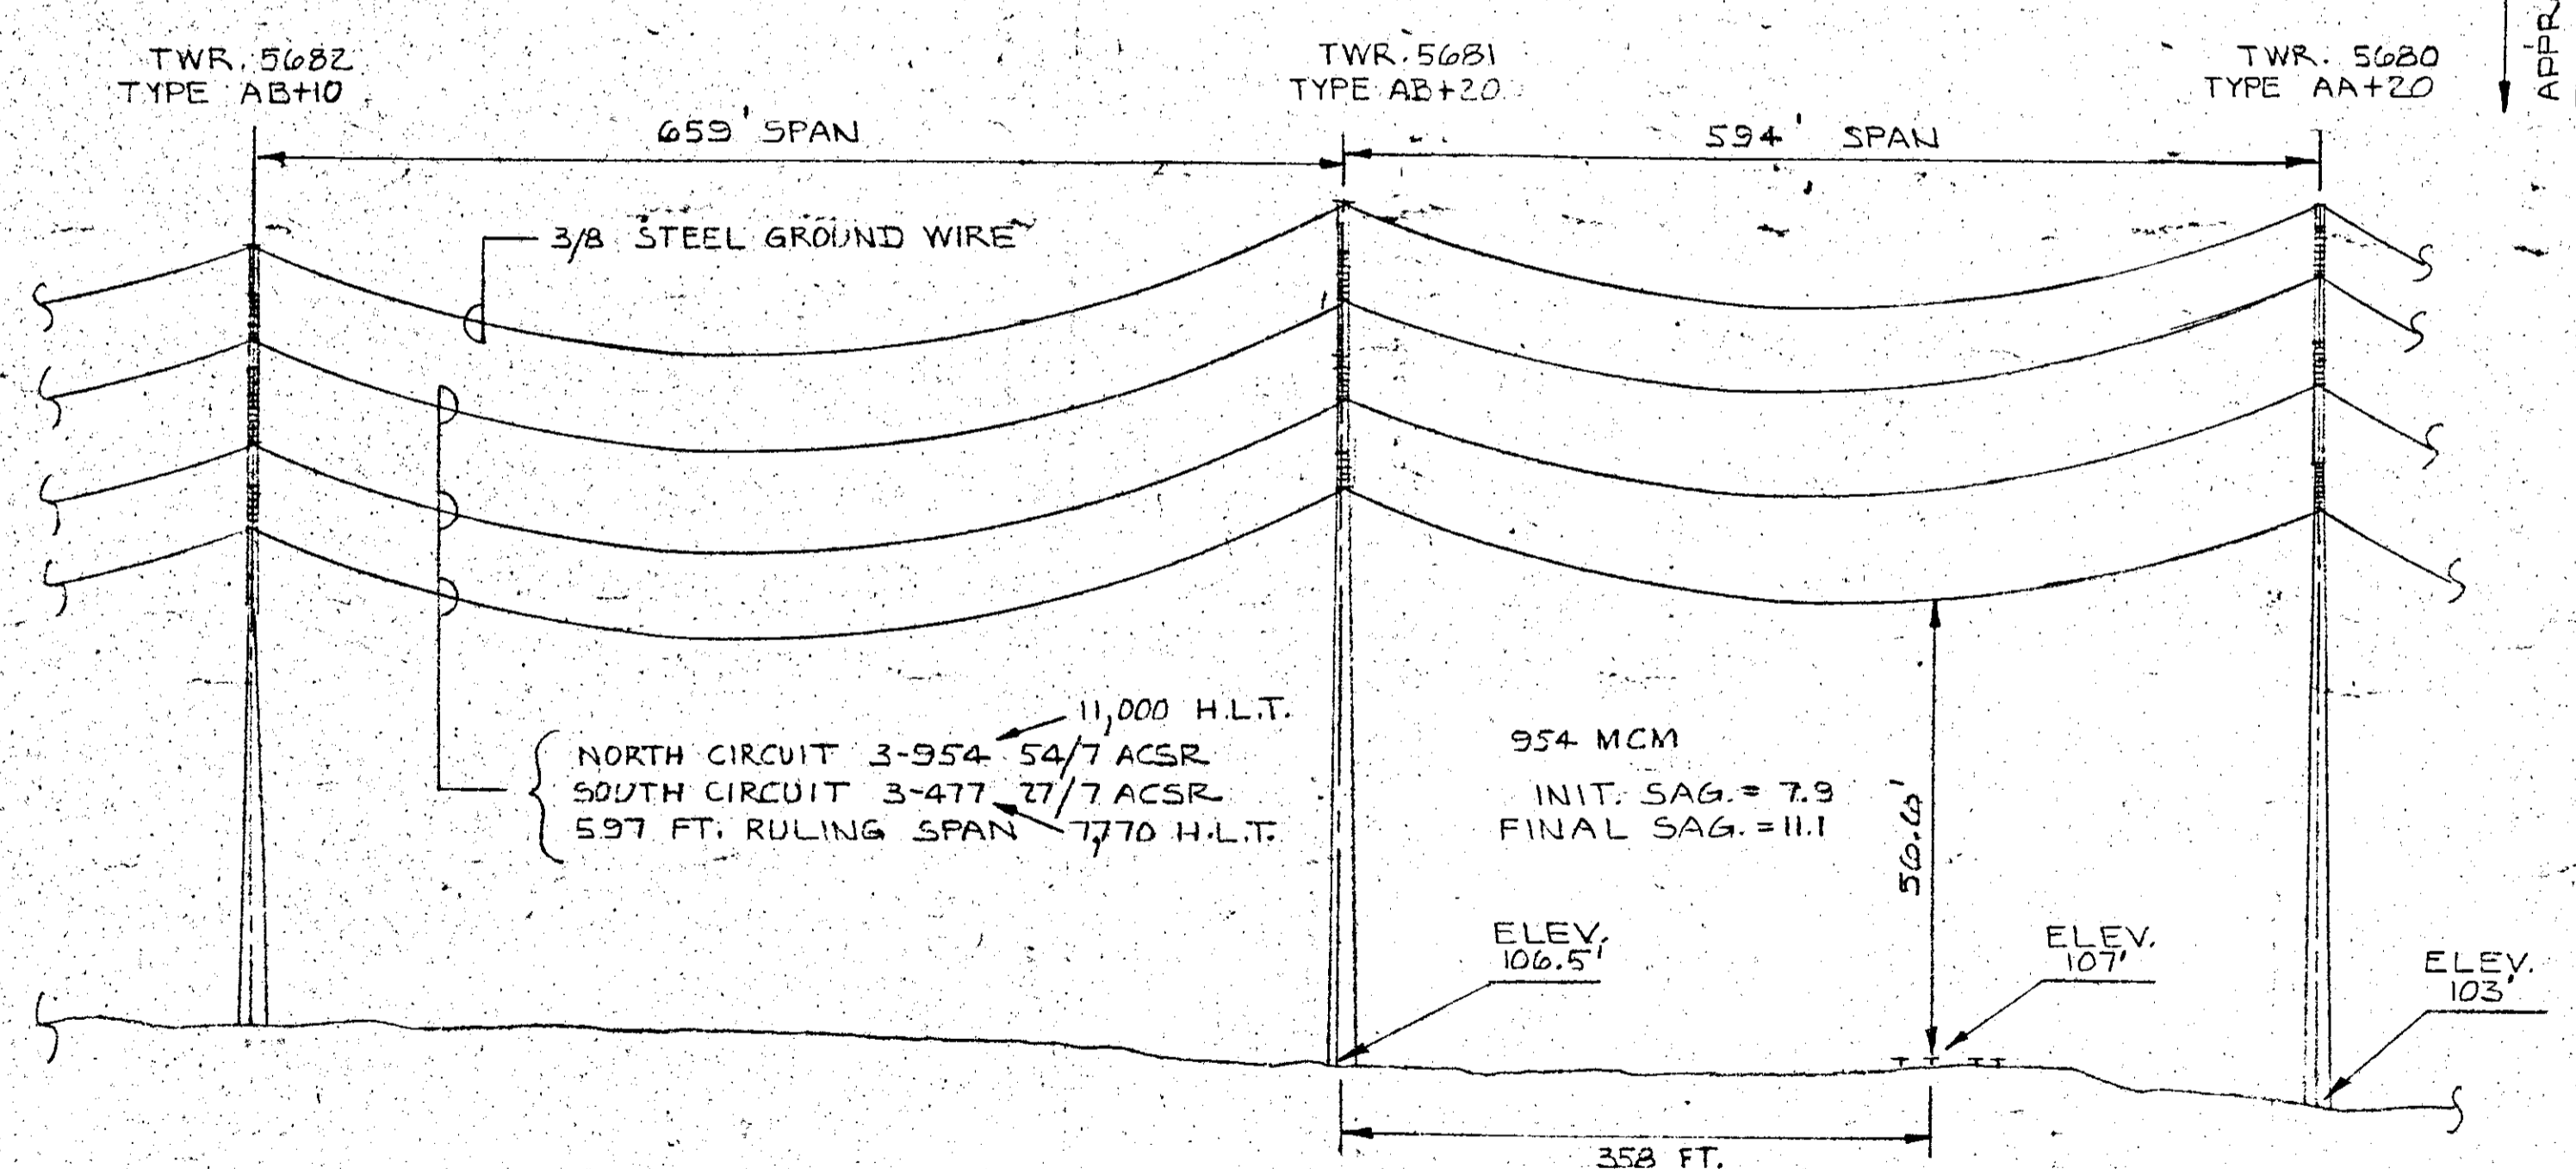 TWR. 5682
TYPE AB+10
TWR. 5681
TYPE AB+20
TWR. 5680
TYPE AA+20
APPR
659' SPAN
594' SPAN
3/8 STEEL GROUND WIRE
11,000 H.L.T.
NORTH CIRCUIT 3-954 54/7 ACSR
SOUTH CIRCUIT 3-477 27/7 ACSR
597 FT. RULING SPAN
7,770 H.L.T.
954 MCM
INIT. SAG. = 7.9
FINAL SAG. = 11.1
56.6'
ELEV.
106.5'
ELEV.
107'
ELEV.
103'
358 FT.